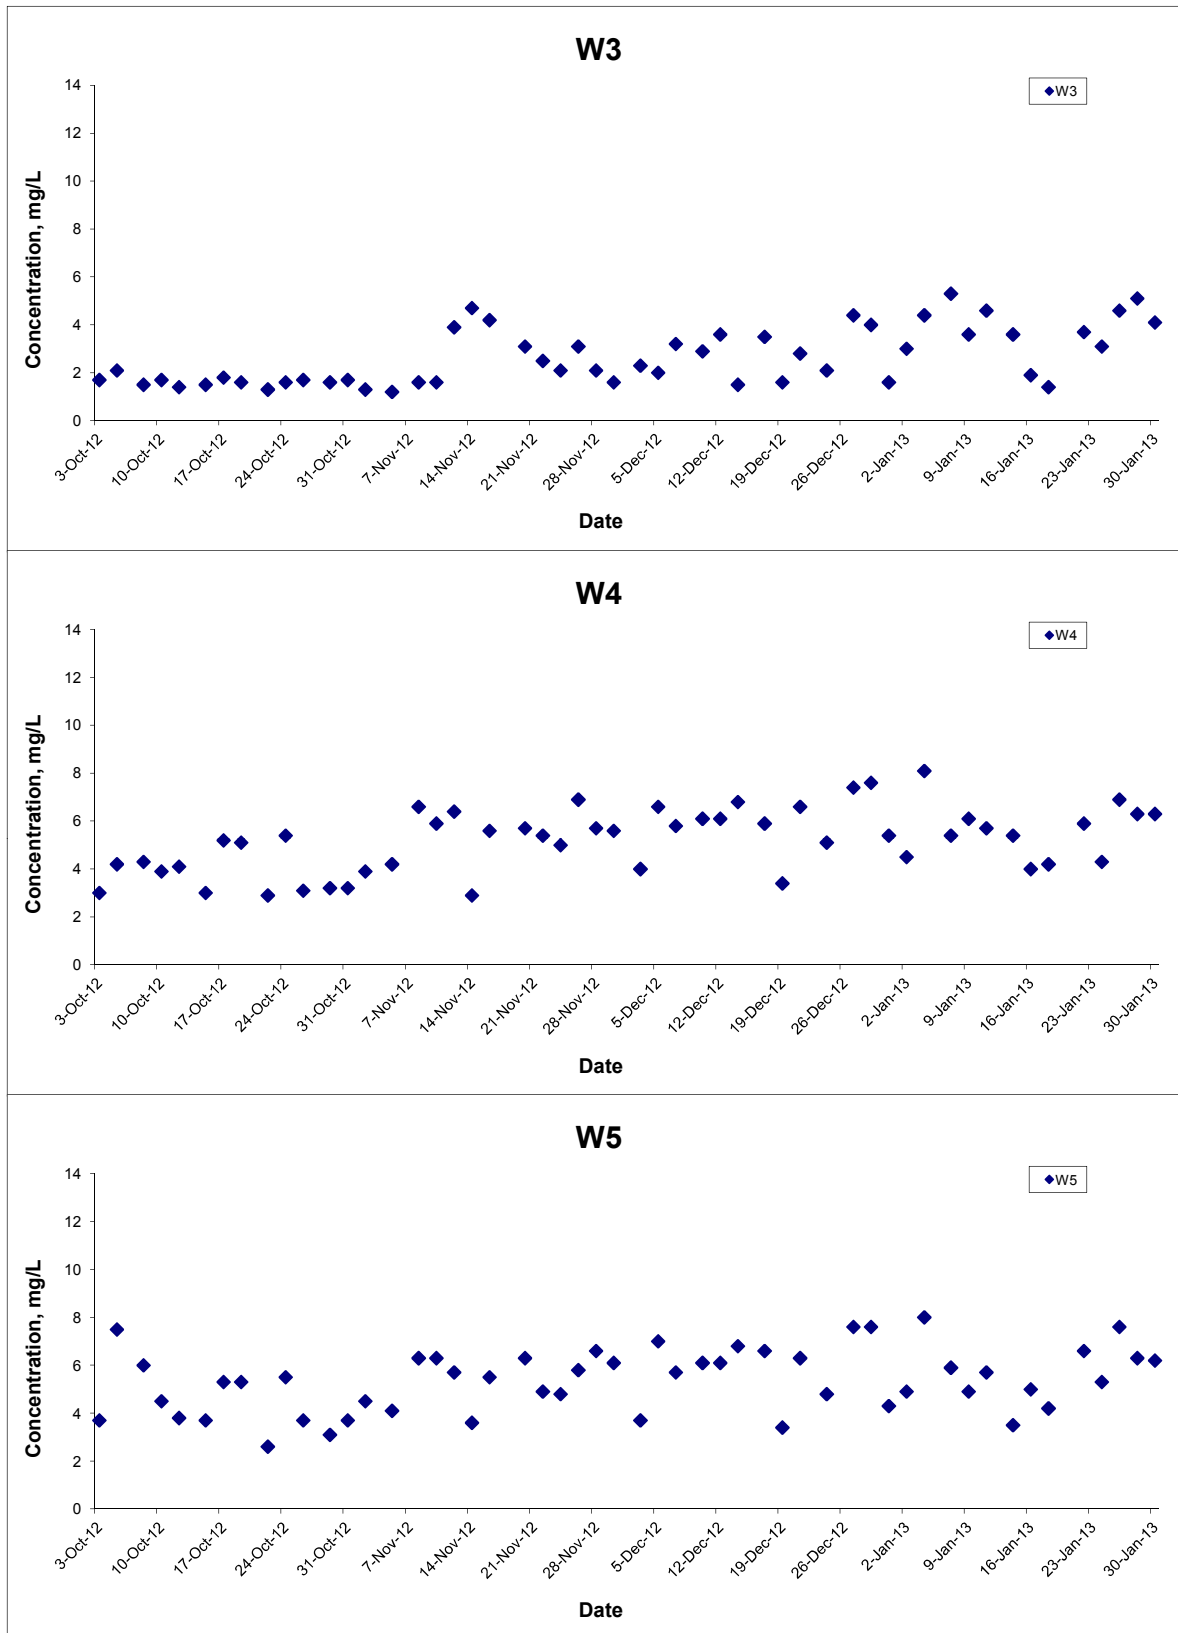 W3
W3
14
12
10
8
6
4
2
0
Concentration, mg/L
3-Oct-12
10-Oct-12
17-Oct-12
24-Oct-12
31-Oct-12
7-Nov-12
14-Nov-12
21-Nov-12
28-Nov-12
5-Dec-12
12-Dec-12
19-Dec-12
26-Dec-12
2-Jan-13
9-Jan-13
16-Jan-13
23-Jan-13
30-Jan-13
Date
W4
W4
14
12
10
8
6
4
2
0
Concentration, mg/L
3-Oct-12
10-Oct-12
17-Oct-12
24-Oct-12
31-Oct-12
7-Nov-12
14-Nov-12
21-Nov-12
28-Nov-12
5-Dec-12
12-Dec-12
19-Dec-12
26-Dec-12
2-Jan-13
9-Jan-13
16-Jan-13
23-Jan-13
30-Jan-13
Date
W5
W5
14
12
10
8
6
4
2
0
Concentration, mg/L
3-Oct-12
10-Oct-12
17-Oct-12
24-Oct-12
31-Oct-12
7-Nov-12
14-Nov-12
21-Nov-12
28-Nov-12
5-Dec-12
12-Dec-12
19-Dec-12
26-Dec-12
2-Jan-13
9-Jan-13
16-Jan-13
23-Jan-13
30-Jan-13
Date